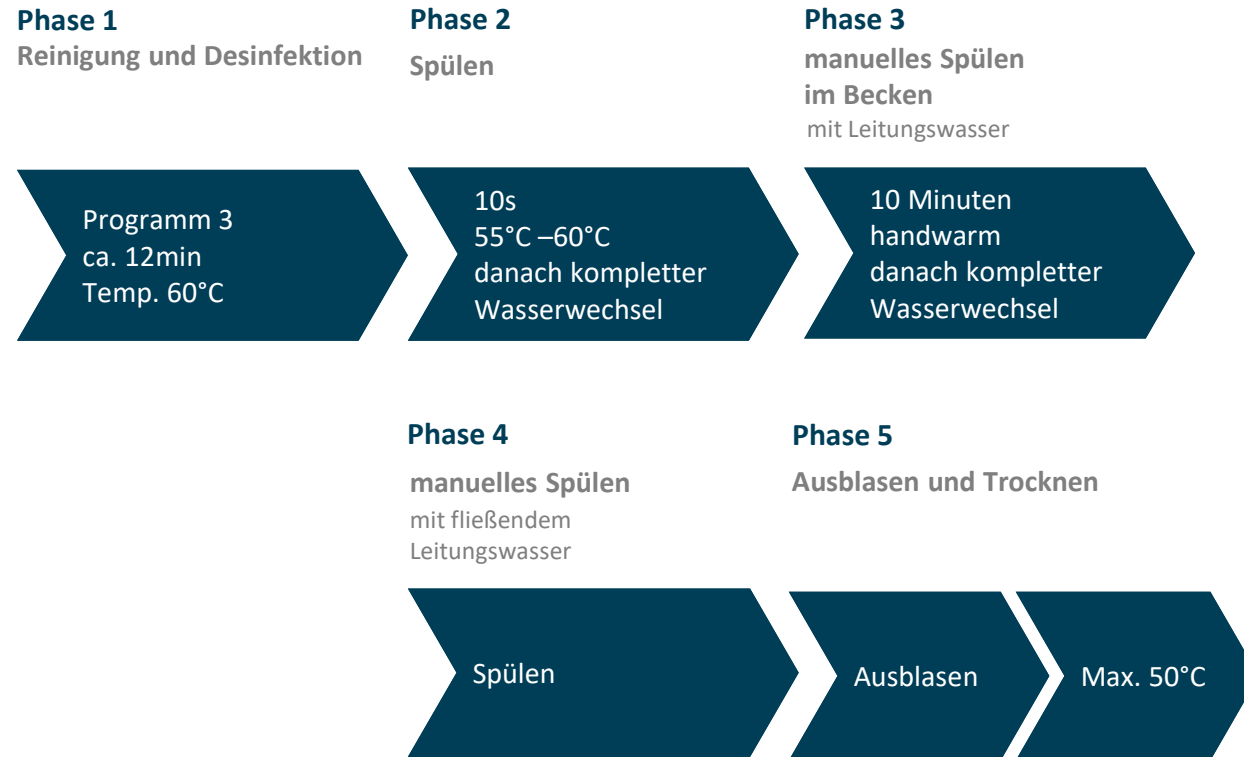 Phase 1
Reinigung und Desinfektion
Programm 3
ca. 12min
Temp. 60°C
Phase 2
Spülen
10s
55°C –60°C
danach kompletter
Wasserwechsel
Phase 3
manuelles Spülen
im Becken
mit Leitungswasser
10 Minuten
handwarm
danach kompletter
Wasserwechsel
Phase 4
manuelles Spülen
mit fließendem
Leitungswasser
Spülen
Phase 5
Ausblasen und Trocknen
Ausblasen
Max. 50°C